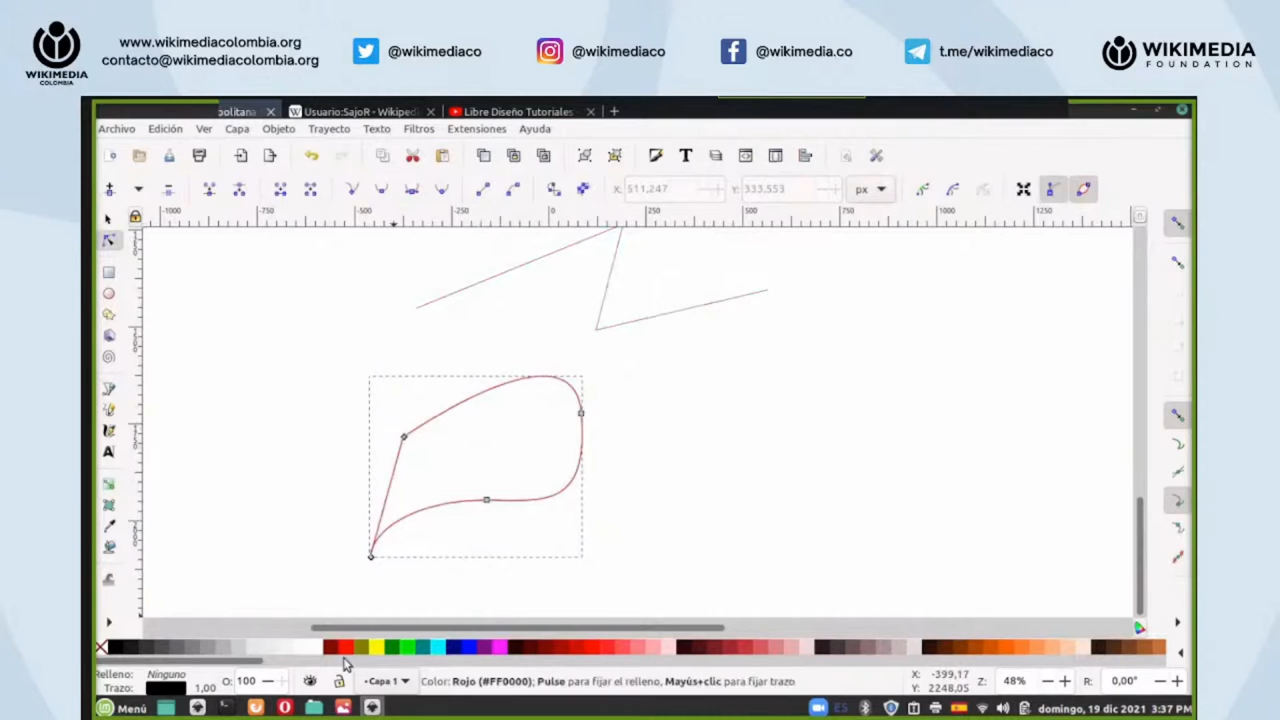 www.wikimediacolombia.org
contacto@wikimediacolombia.org
WIKIMEDIA
COLOMBIA
@wikimediaco
@wikimediaco
@wikimedia.co
t.me/wikimediaco
WIKIMEDIA
FOUNDATION
politana
Usuario:SajoR - Wikiped
Libre Diseño Tutoriales
Archivo Edición Ver Capa Objeto Trayecto Texto Filtros Extensiones Ayuda
X: 511,247 Y: 333,553 px
-1000 -750 -500 -250 0 250 500 750 1000 1250
Relleno: Ninguno
Trazo: 1,00
O: 100
•Capa 1
Color: Rojo (#FF0000); Pulse para fijar el relleno, Mayús+clic para fijar trazo
X: -399,17
Y: 2248,05
Z: 48%
R: 0,00°
Menú
ES
domingo, 19 dic 2021 3:37 PM